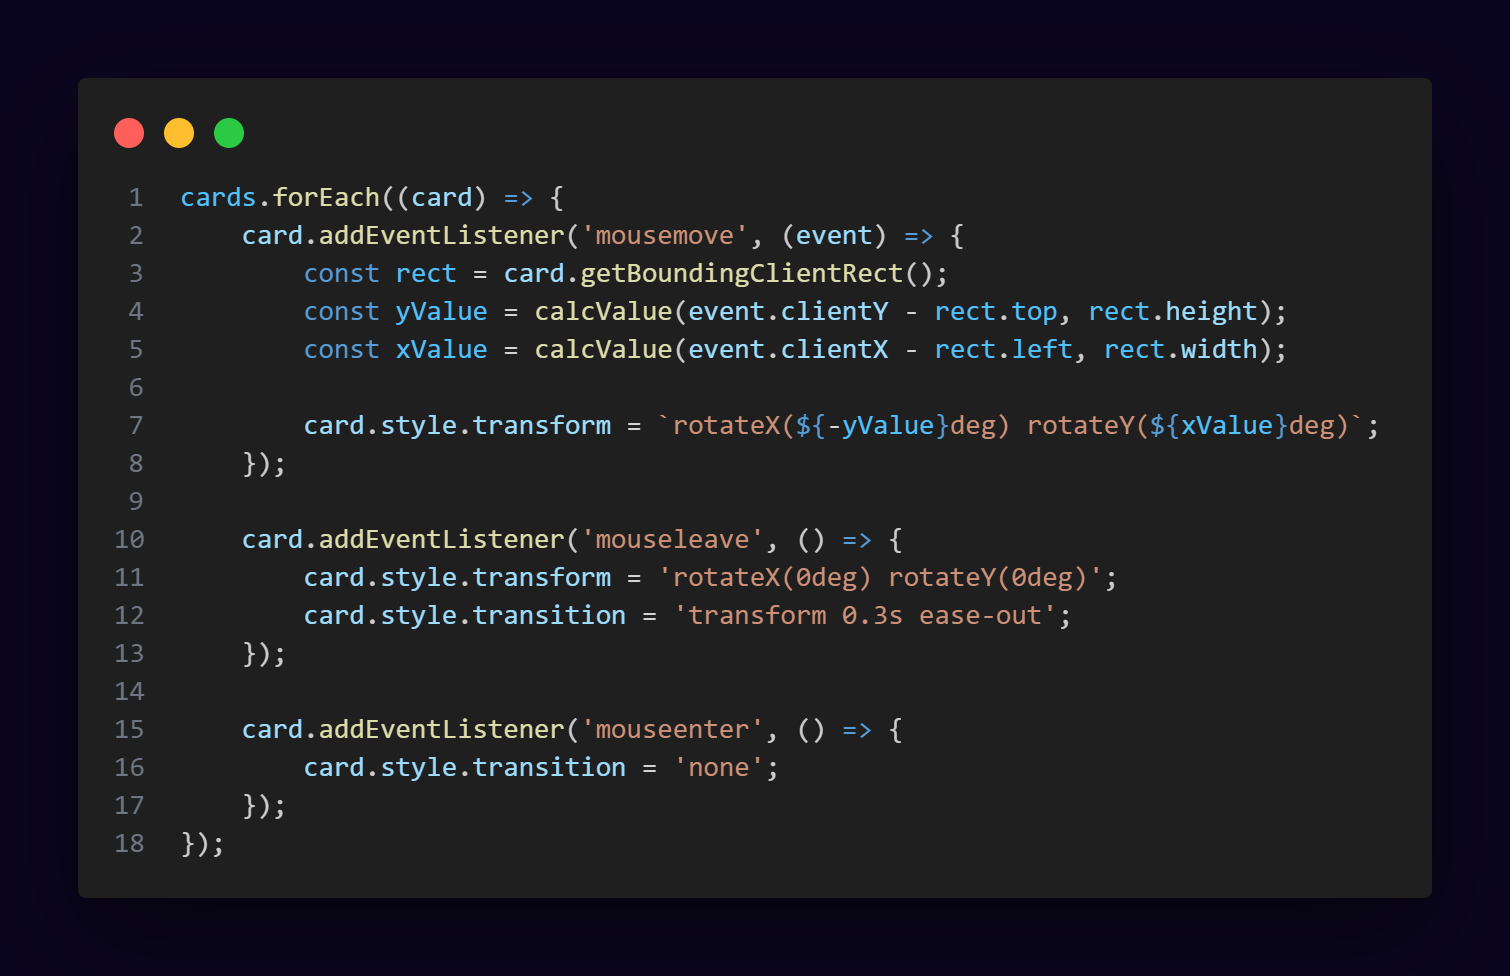 1 cards.forEach((card) => {
2     card.addEventListener('mousemove', (event) => {
3         const rect = card.getBoundingClientRect();
4         const yValue = calcValue(event.clientY - rect.top, rect.height);
5         const xValue = calcValue(event.clientX - rect.left, rect.width);
6
7         card.style.transform = `rotateX(${-yValue}deg) rotateY(${xValue}deg)`;
8     });
9
10     card.addEventListener('mouseleave', () => {
11         card.style.transform = 'rotateX(0deg) rotateY(0deg)';
12         card.style.transition = 'transform 0.3s ease-out';
13     });
14
15     card.addEventListener('mouseenter', () => {
16         card.style.transition = 'none';
17     });
18 });